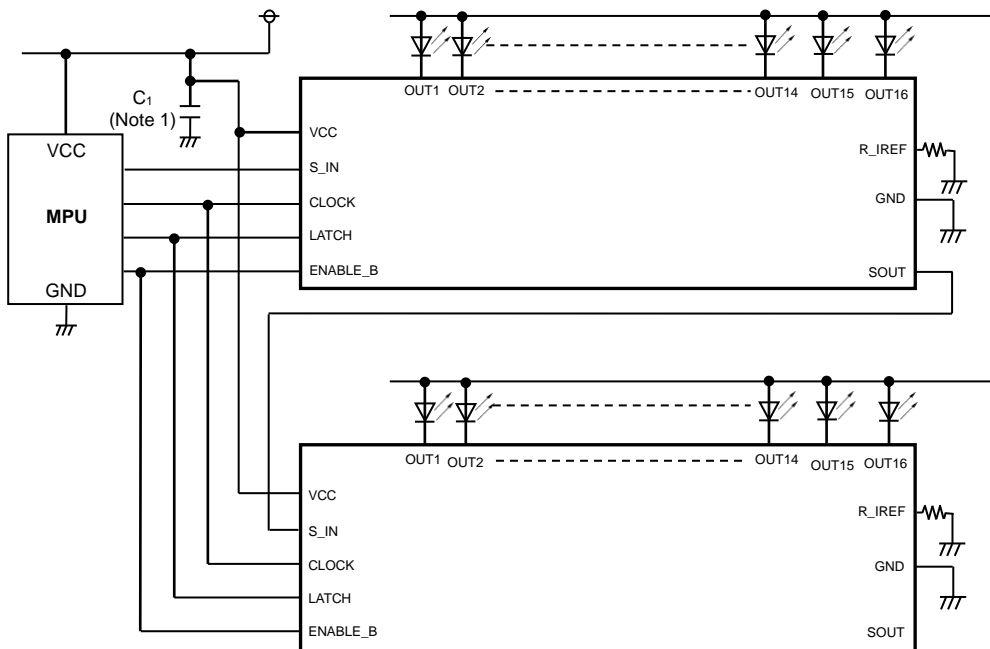 OUT1
OUT2
OUT14
OUT15
OUT16
C₁
(Note 1)
VCC
MPU
GND
VCC
S_IN
CLOCK
LATCH
ENABLE_B
R_IREF
GND
SOUT
OUT1
OUT2
OUT14
OUT15
OUT16
VCC
S_IN
CLOCK
LATCH
ENABLE_B
R_IREF
GND
SOUT